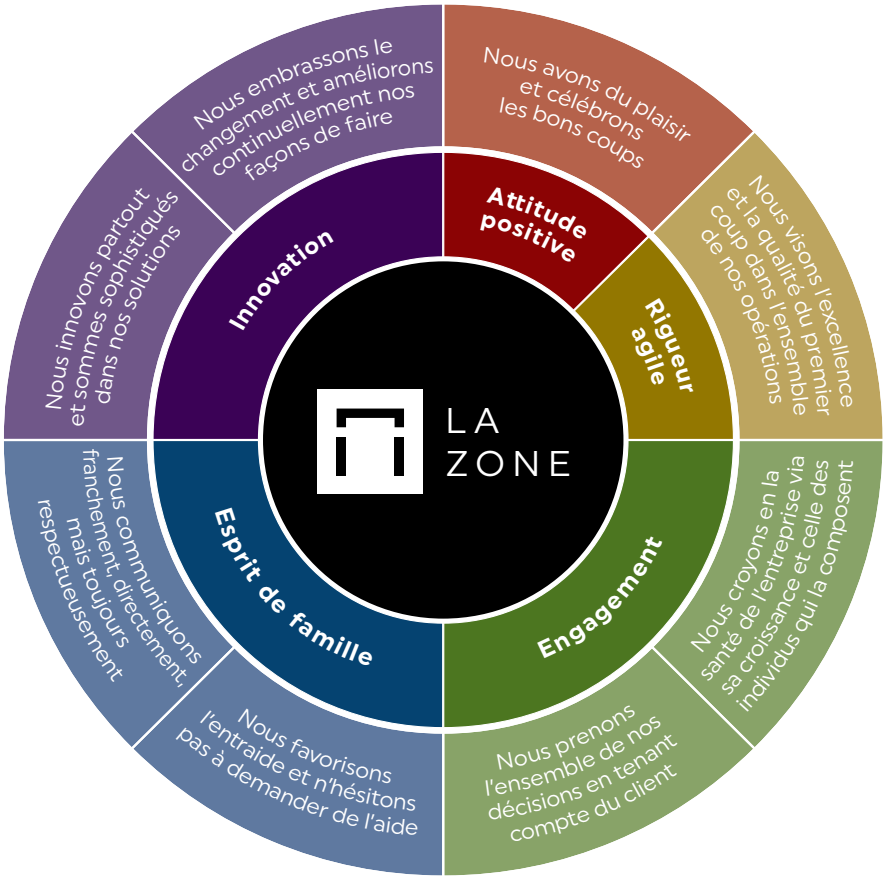 Nous avons du plaisir
et célébrons
les bons coups
Attitude
positive
Nous visons l'excellence
et la qualité du premier
coup dans l'ensemble
de nos opérations
Rigueur
agile
Nous croyons en la
santé de l'entreprise via
sa croissance et celle des
individus qui la composent
Engagement
Nous prenons
l'ensemble de nos
décisions en tenant
compte du client
Nous favorisons
l'entraide et n'hésitons
pas à demander de l'aide
Esprit de famille
Nous communiquons
franchement, directement,
mais toujours
respectueusement
Nous innovons partout
et sommes sophistiqués
dans nos solutions
Innovation
Nous embrassons le
changement et améliorons
continuellement nos
façons de faire
LA
ZONE